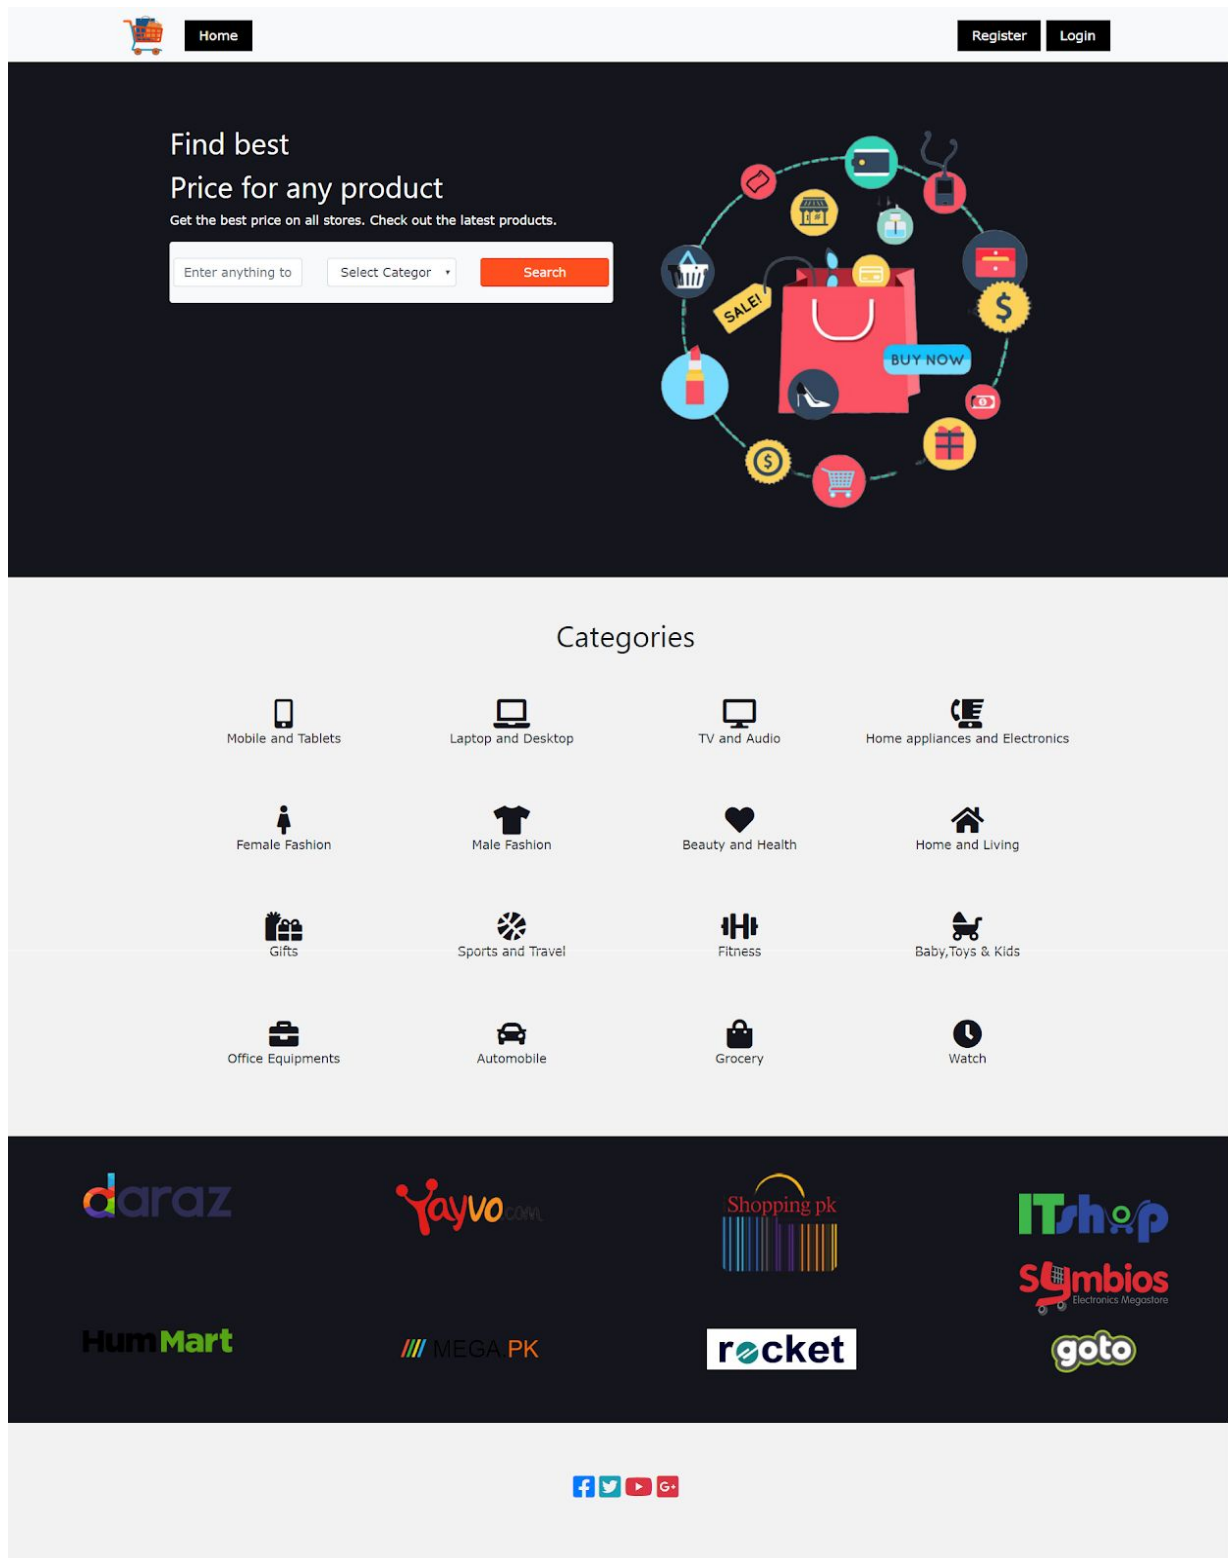 Home
Register
Login
Find best
Price for any product
Get the best price on all stores. Check out the latest products.
Enter anything to
Select Categor
Search
SALE!
BUY NOW
Categories
Mobile and Tablets
Laptop and Desktop
TV and Audio
Home appliances and Electronics
Female Fashion
Male Fashion
Beauty and Health
Home and Living
Gifts
Sports and Travel
Fitness
Baby,Toys & Kids
Office Equipments
Automobile
Grocery
Watch
daraz
Yayvo.com
Shopping pk
ITshop
Symbios
Electronics Megastore
HumMart
MEGA.PK
rocket
goto
G+